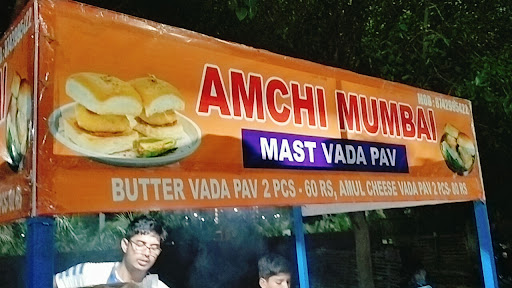 AMCHI MUMBAI
MAST VADA PAV
BUTTER VADA PAV 2 PCS - 60 RS, AMUL CHEESE VADA PAV 2 PCS- 80 RS